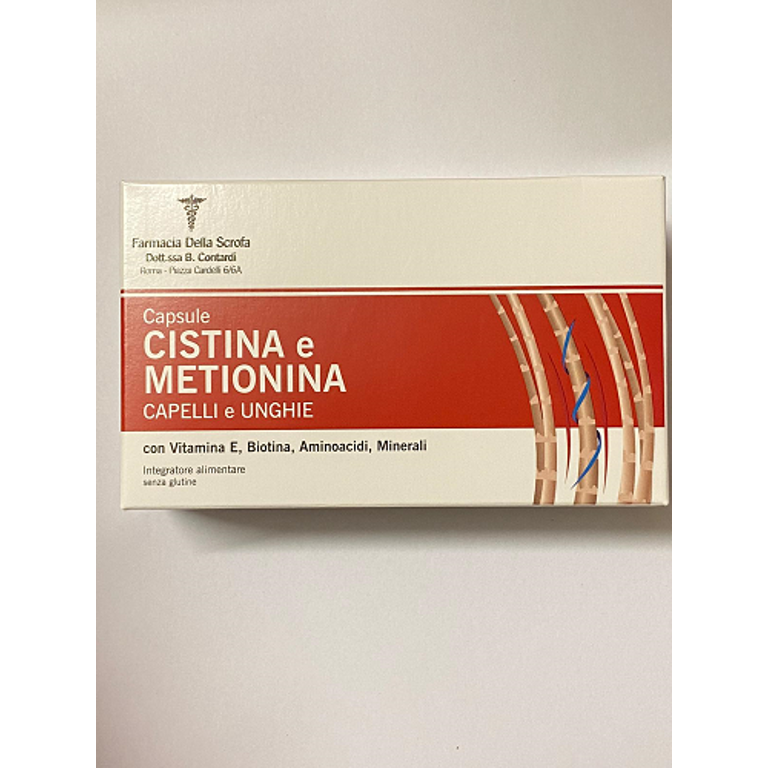 Farmacia Della Scrofa
Dott.ssa B. Contardi
Roma - Piazza Cardelli 6/6A
Capsule
CISTINA e
METIONINA
CAPELLI e UNGHIE
con Vitamina E, Biotina, Aminoacidi, Minerali
Integratore alimentare
senza glutine